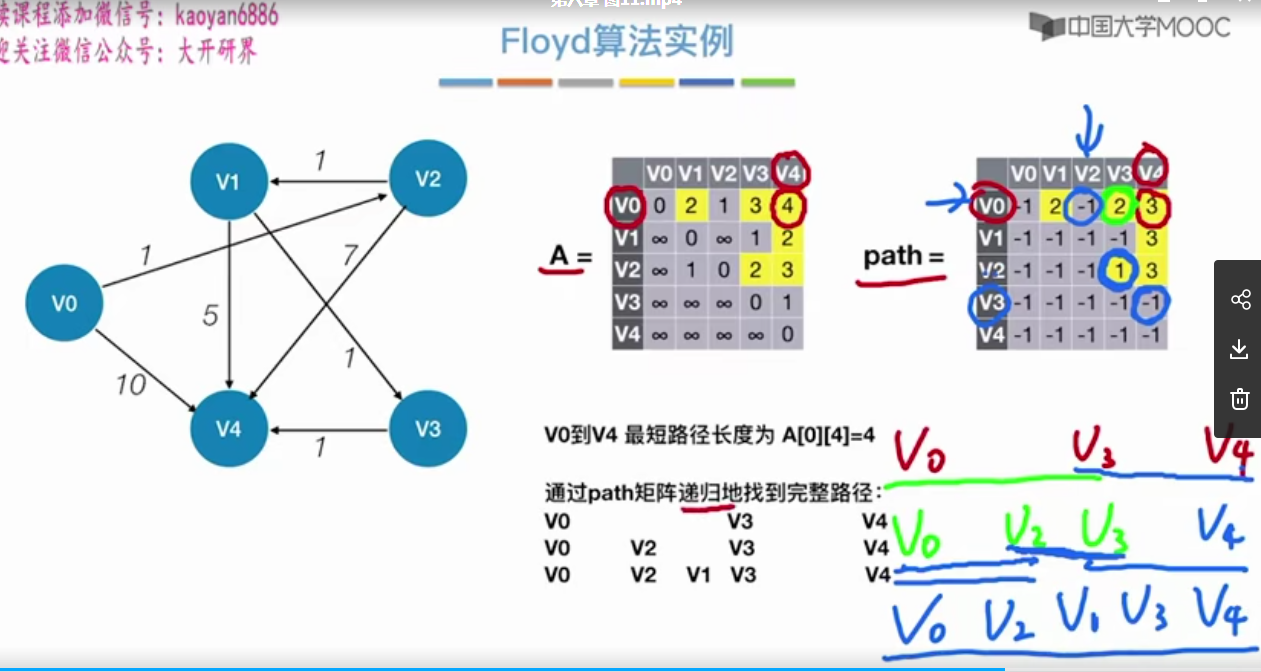 读课程添加微信号：kaoyan6886
迎关注微信公众号：大开研界
第六章 图11.mp4
Floyd算法实例
中国大学MOOC
V1
1
V2
1
7
V0
5
1
10
V4
1
V3
A =
V0 V1 V2 V3 V4
V0 0 2 1 3 4
V1 ∞ 0 ∞ 1 2
V2 ∞ 1 0 2 3
V3 ∞ ∞ ∞ 0 1
V4 ∞ ∞ ∞ ∞ 0
path =
V0 V1 V2 V3 V4
V0 -1 2 -1 2 3
V1 -1 -1 -1 -1 3
V2 -1 -1 -1 1 3
V3 -1 -1 -1 -1 -1
V4 -1 -1 -1 -1 -1
V0到V4 最短路径长度为 A[0][4]=4
通过path矩阵递归地找到完整路径：
V0 V3 V4
V0 V2 V3 V4
V0 V2 V1 V3 V4
V0 V3 V4
V0 V2 V3 V4
V0 V2 V1 V3 V4